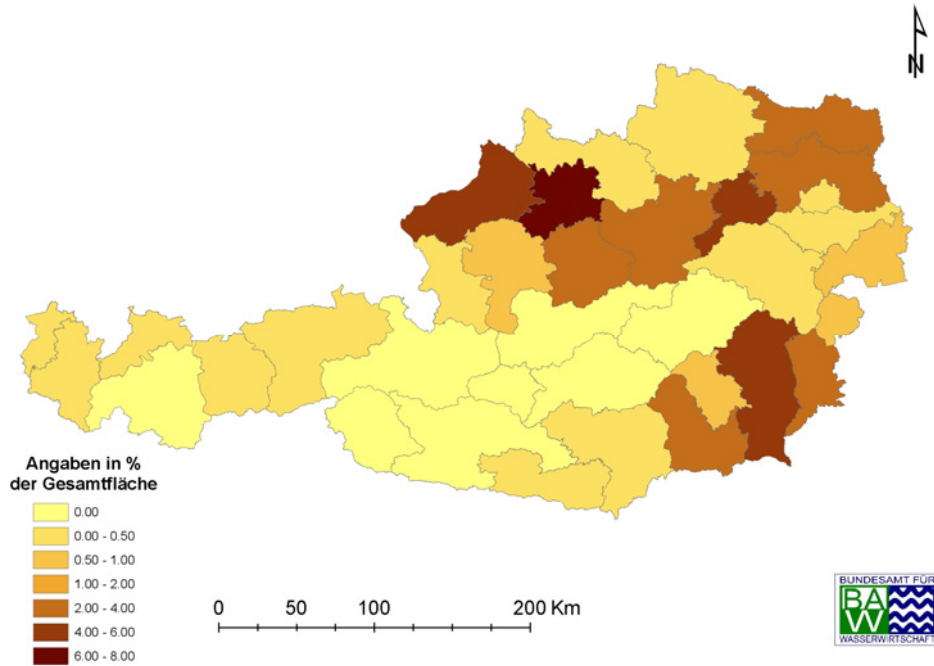 N
Angaben in %
der Gesamtfläche
0.00
0.00 - 0.50
0.50 - 1.00
1.00 - 2.00
2.00 - 4.00
4.00 - 6.00
6.00 - 8.00
0 50 100 200 Km
BUNDESAMT FÜR
BA
W
WASSERWIRTSCHAFT